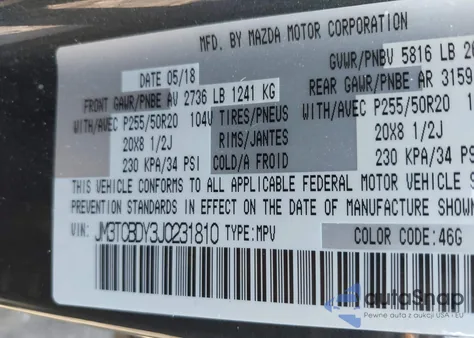 MFD. BY MAZDA MOTOR CORPORATION
DATE 05/18
GVWR/PNBV 5816 LB
FRONT GAWR/PNBE AV 2736 LB 1241 KG
REAR GAWR/PNBE AR 3159
WITH/AVEC P255/50R20 104V TIRES/PNEUS WITH/AVEC P255/50R20
20X8 1/2J RIMS/JANTES 20X8 1/2J
230 KPA/34 PSI COLD/A FROID 230 KPA/34 PSI
THIS VEHICLE CONFORMS TO ALL APPLICABLE FEDERAL MOTOR VEHICLE
PREVENTION STANDARDS IN EFFECT ON THE DATE OF MANUFACTURE SHOWN
VIN: JM3TCBDY3J0231810 TYPE:MPV
COLOR CODE:46G
autoSnap
Pewne auta z aukcji USA - EU